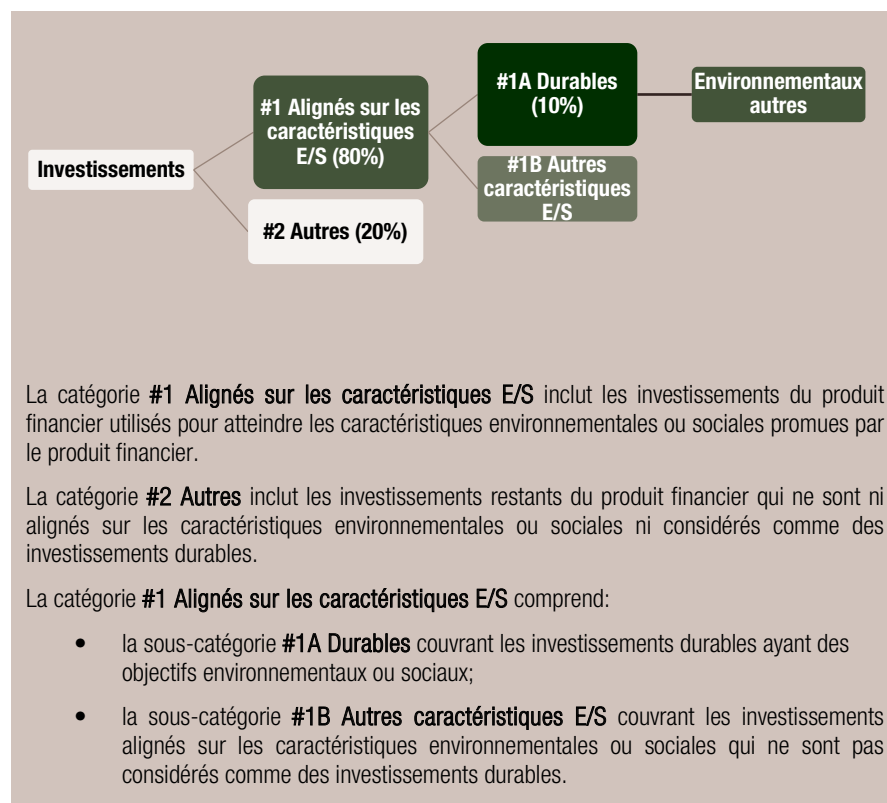 Investissements
#1 Alignés sur les
caractéristiques
E/S (80%)
#2 Autres (20%)
#1A Durables
(10%)
#1B Autres
caractéristiques
E/S
Environnementaux
autres
La catégorie #1 Alignés sur les caractéristiques E/S inclut les investissements du produit
financier utilisés pour atteindre les caractéristiques environnementales ou sociales promues par
le produit financier.
La catégorie #2 Autres inclut les investissements restants du produit financier qui ne sont ni
alignés sur les caractéristiques environnementales ou sociales ni considérés comme des
investissements durables.
La catégorie #1 Alignés sur les caractéristiques E/S comprend:
• la sous-catégorie #1A Durables couvrant les investissements durables ayant des
objectifs environnementaux ou sociaux;
• la sous-catégorie #1B Autres caractéristiques E/S couvrant les investissements
alignés sur les caractéristiques environnementales ou sociales qui ne sont pas
considérés comme des investissements durables.